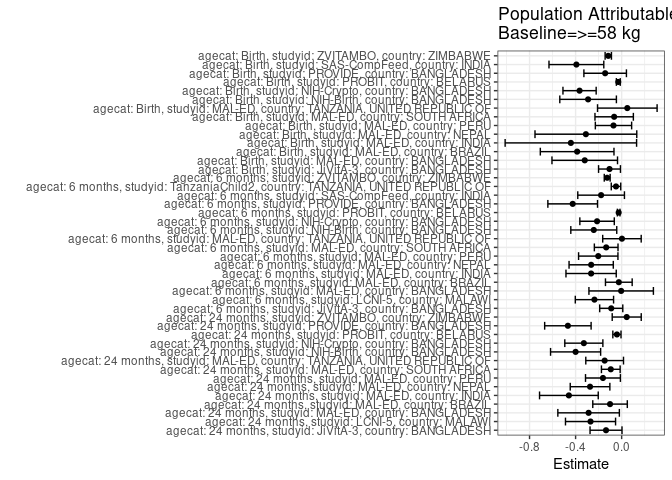 Population Attributable
Baseline=>=58 kg
agecat: Birth, studyid: ZVITAMBO, country: ZIMBABWE
agecat: Birth, studyid: SAS-CompFeed, country: INDIA
agecat: Birth, studyid: PROVIDE, country: BANGLADESH
agecat: Birth, studyid: PROBIT, country: BELARUS
agecat: Birth, studyid: NIH-Crypto, country: BANGLADESH
agecat: Birth, studyid: NIH-Birth, country: BANGLADESH
agecat: Birth, studyid: MAL-ED, country: TANZANIA, UNITED REPUBLIC OF
agecat: Birth, studyid: MAL-ED, country: SOUTH AFRICA
agecat: Birth, studyid: MAL-ED, country: PERU
agecat: Birth, studyid: MAL-ED, country: NEPAL
agecat: Birth, studyid: MAL-ED, country: INDIA
agecat: Birth, studyid: MAL-ED, country: BRAZIL
agecat: Birth, studyid: MAL-ED, country: BANGLADESH
agecat: Birth, studyid: JiVitA-3, country: BANGLADESH
agecat: 6 months, studyid: ZVITAMBO, country: ZIMBABWE
agecat: 6 months, studyid: TanzaniaChild2, country: TANZANIA, UNITED REPUBLIC OF
agecat: 6 months, studyid: SAS-CompFeed, country: INDIA
agecat: 6 months, studyid: PROVIDE, country: BANGLADESH
agecat: 6 months, studyid: PROBIT, country: BELARUS
agecat: 6 months, studyid: NIH-Crypto, country: BANGLADESH
agecat: 6 months, studyid: NIH-Birth, country: BANGLADESH
agecat: 6 months, studyid: MAL-ED, country: TANZANIA, UNITED REPUBLIC OF
agecat: 6 months, studyid: MAL-ED, country: SOUTH AFRICA
agecat: 6 months, studyid: MAL-ED, country: PERU
agecat: 6 months, studyid: MAL-ED, country: NEPAL
agecat: 6 months, studyid: MAL-ED, country: INDIA
agecat: 6 months, studyid: MAL-ED, country: BRAZIL
agecat: 6 months, studyid: MAL-ED, country: BANGLADESH
agecat: 6 months, studyid: LCNI-5, country: MALAWI
agecat: 6 months, studyid: JiVitA-3, country: BANGLADESH
agecat: 24 months, studyid: ZVITAMBO, country: ZIMBABWE
agecat: 24 months, studyid: PROVIDE, country: BANGLADESH
agecat: 24 months, studyid: PROBIT, country: BELARUS
agecat: 24 months, studyid: NIH-Crypto, country: BANGLADESH
agecat: 24 months, studyid: NIH-Birth, country: BANGLADESH
agecat: 24 months, studyid: MAL-ED, country: TANZANIA, UNITED REPUBLIC OF
agecat: 24 months, studyid: MAL-ED, country: SOUTH AFRICA
agecat: 24 months, studyid: MAL-ED, country: PERU
agecat: 24 months, studyid: MAL-ED, country: NEPAL
agecat: 24 months, studyid: MAL-ED, country: INDIA
agecat: 24 months, studyid: MAL-ED, country: BRAZIL
agecat: 24 months, studyid: MAL-ED, country: BANGLADESH
agecat: 24 months, studyid: LCNI-5, country: MALAWI
agecat: 24 months, studyid: JiVitA-3, country: BANGLADESH
-0.8 -0.4 0.0
Estimate